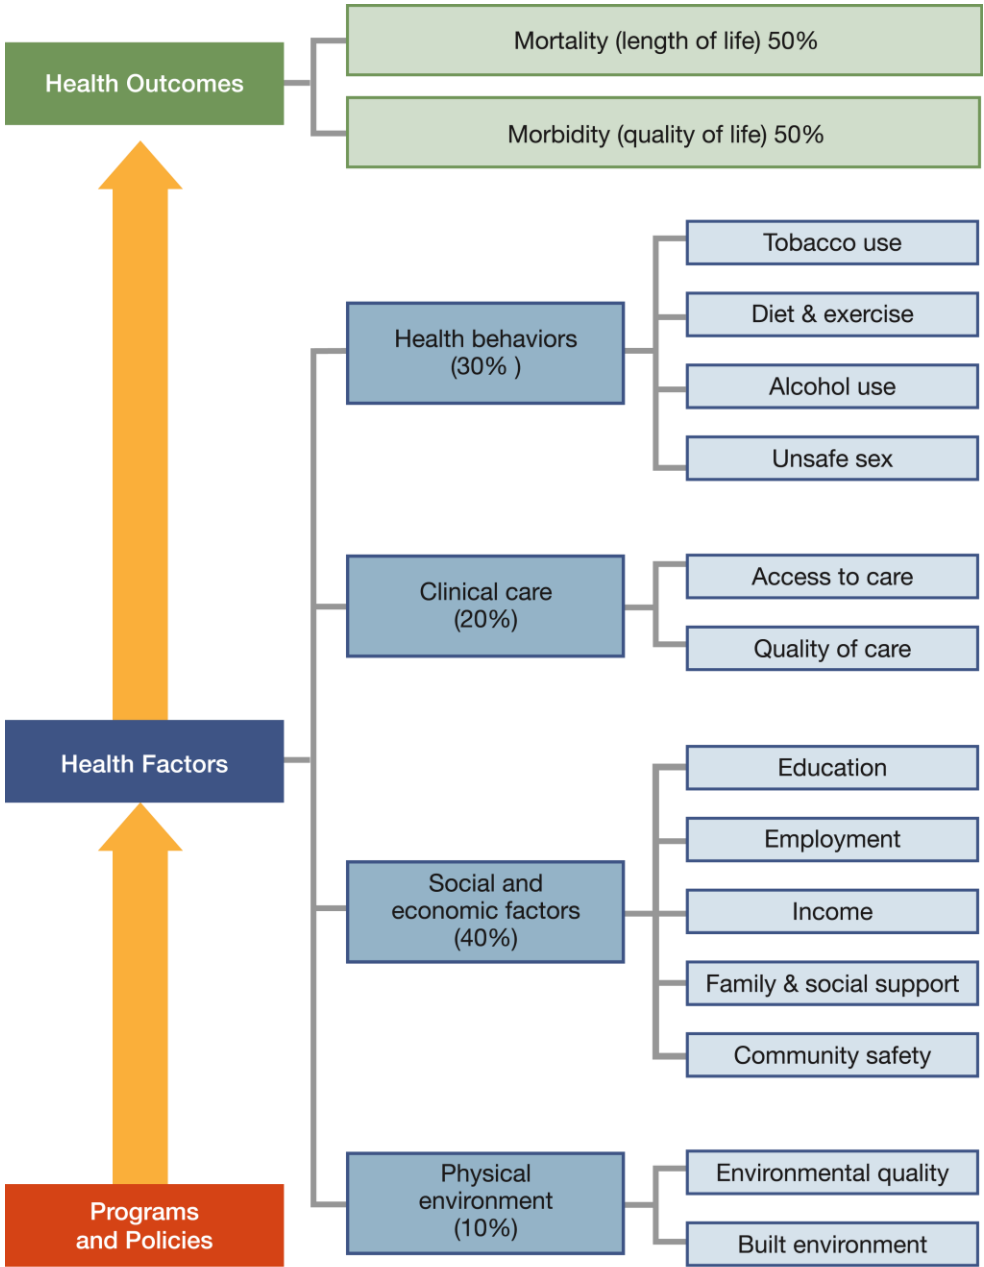 Health Outcomes
Mortality (length of life) 50%
Morbidity (quality of life) 50%
Health behaviors
(30% )
Tobacco use
Diet & exercise
Alcohol use
Unsafe sex
Clinical care
(20%)
Access to care
Quality of care
Health Factors
Social and
economic factors
(40%)
Education
Employment
Income
Family & social support
Community safety
Physical
environment
(10%)
Environmental quality
Built environment
Programs
and Policies